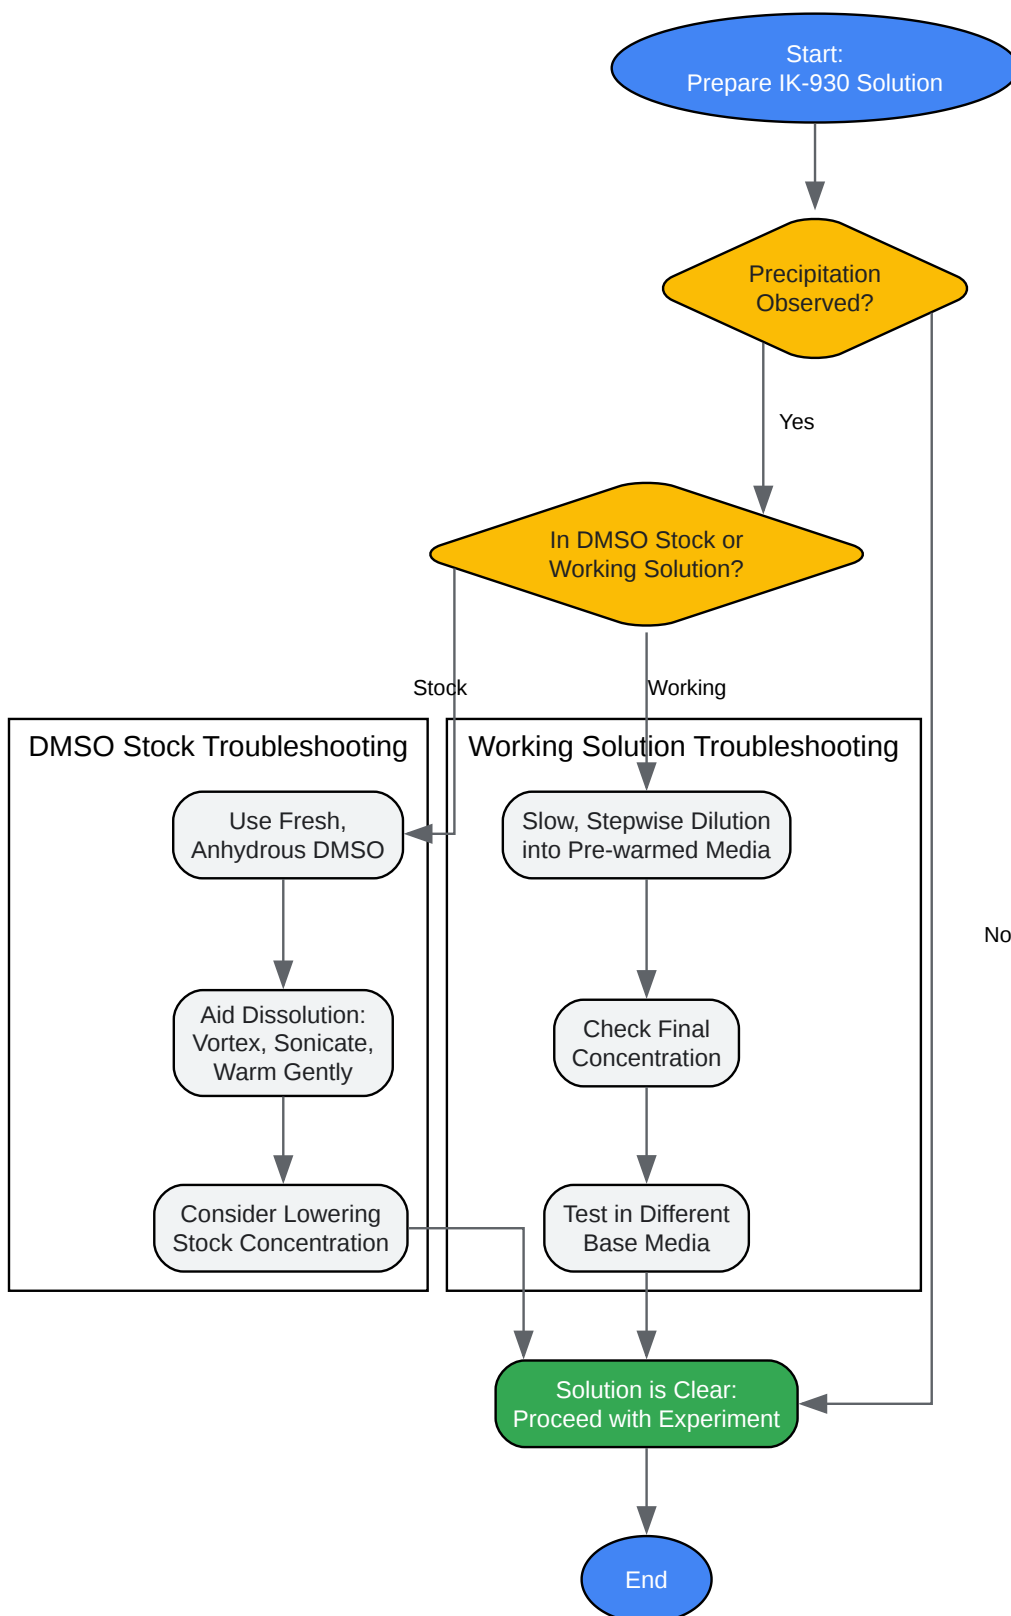 Start:
Prepare IK-930 Solution
Precipitation
Observed?
Yes
In DMSO Stock or
Working Solution?
Stock
Working
DMSO Stock Troubleshooting
Use Fresh,
Anhydrous DMSO
Aid Dissolution:
Vortex, Sonicate,
Warm Gently
Consider Lowering
Stock Concentration
Working Solution Troubleshooting
Slow, Stepwise Dilution
into Pre-warmed Media
Check Final
Concentration
Test in Different
Base Media
No
Solution is Clear:
Proceed with Experiment
End